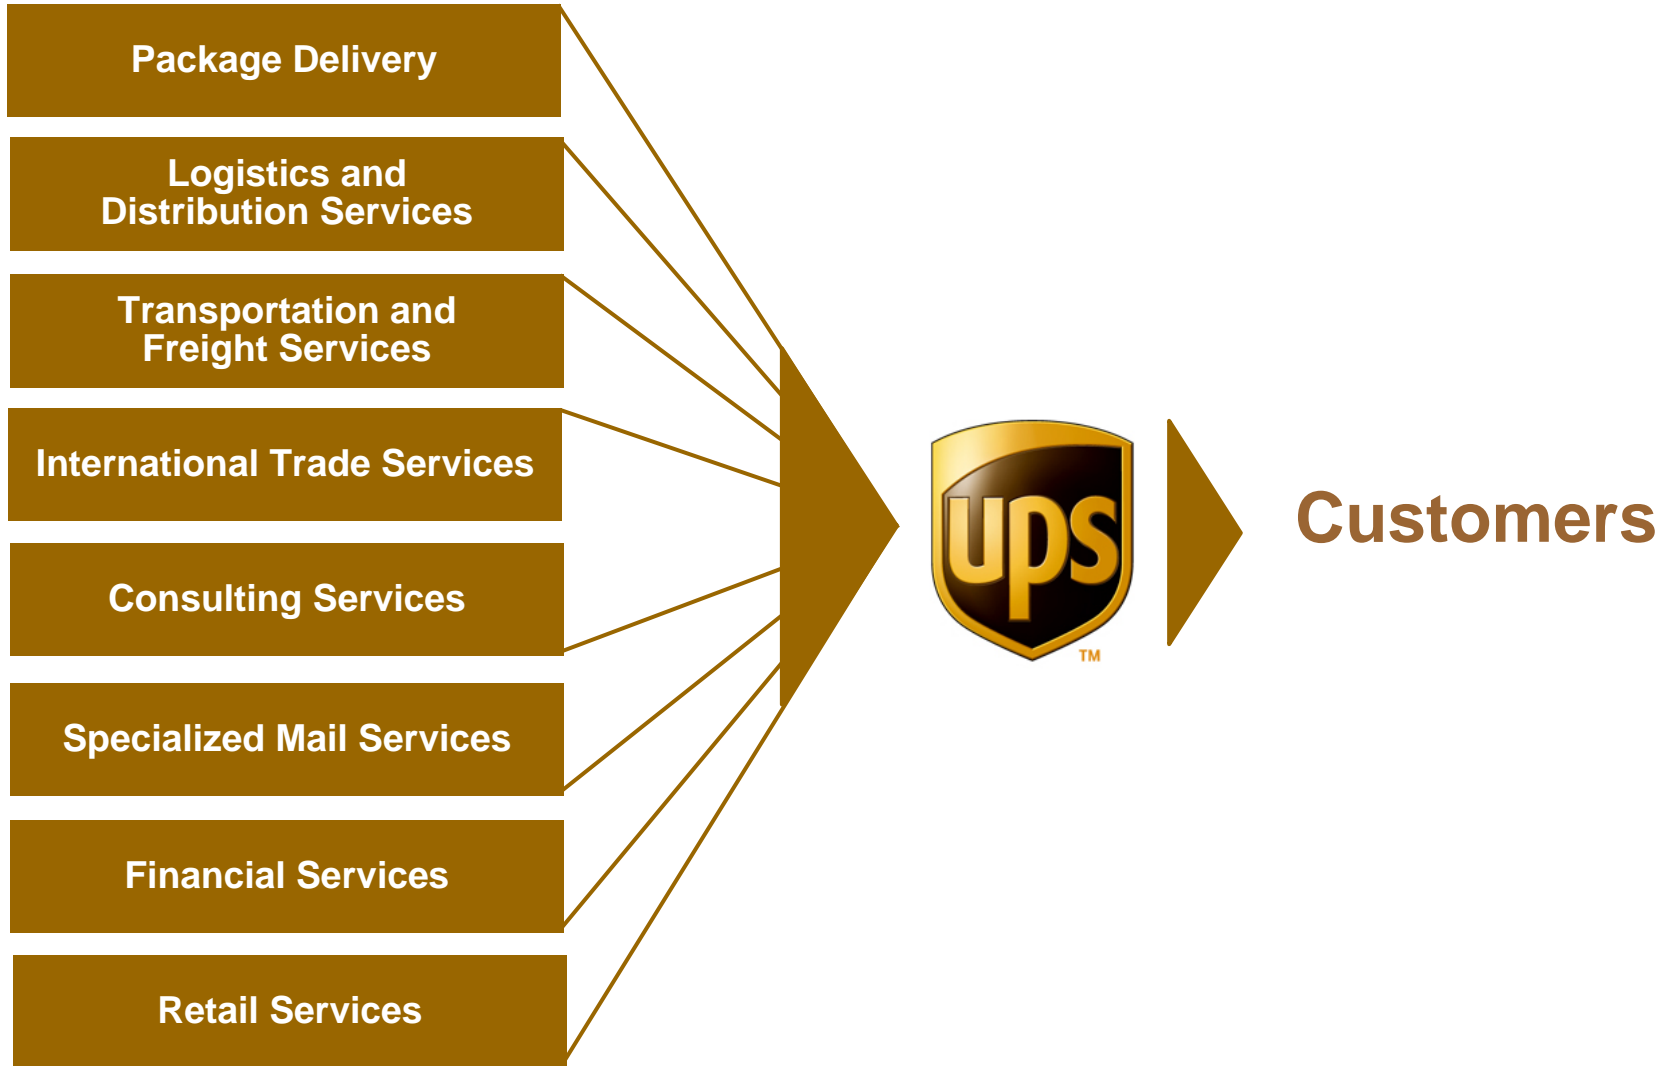 Package Delivery
Logistics and
Distribution Services
Transportation and
Freight Services
International Trade Services
Consulting Services
Specialized Mail Services
Financial Services
Retail Services
ups
TM
Customers